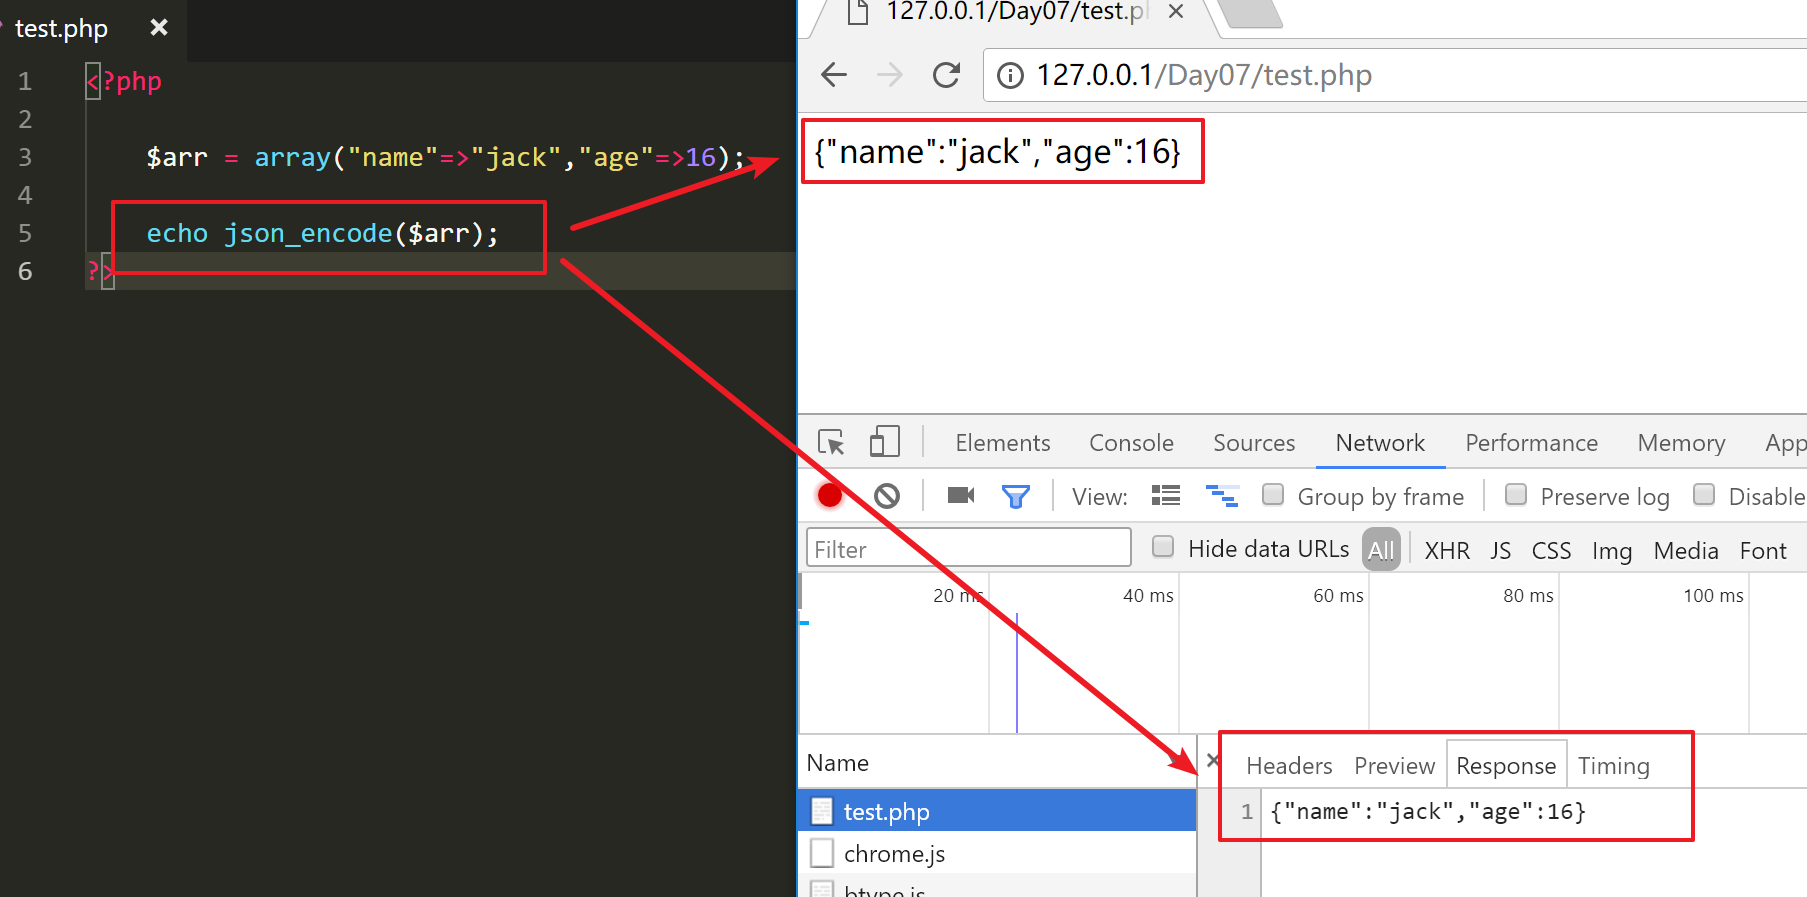 test.php ×
1 <?php
2
3 $arr = array("name"=>"jack","age"=>16);
4
5 echo json_encode($arr);
6 ?>
127.0.0.1/Day07/test.p ×
127.0.0.1/Day07/test.php
{"name":"jack","age":16}
Elements Console Sources Network Performance Memory App
View: Group by frame Preserve log Disable
Filter Hide data URLs All XHR JS CSS Img Media Font
20 ms 40 ms 60 ms 80 ms 100 ms
Name × Headers Preview Response Timing
test.php 1 {"name":"jack","age":16}
chrome.js